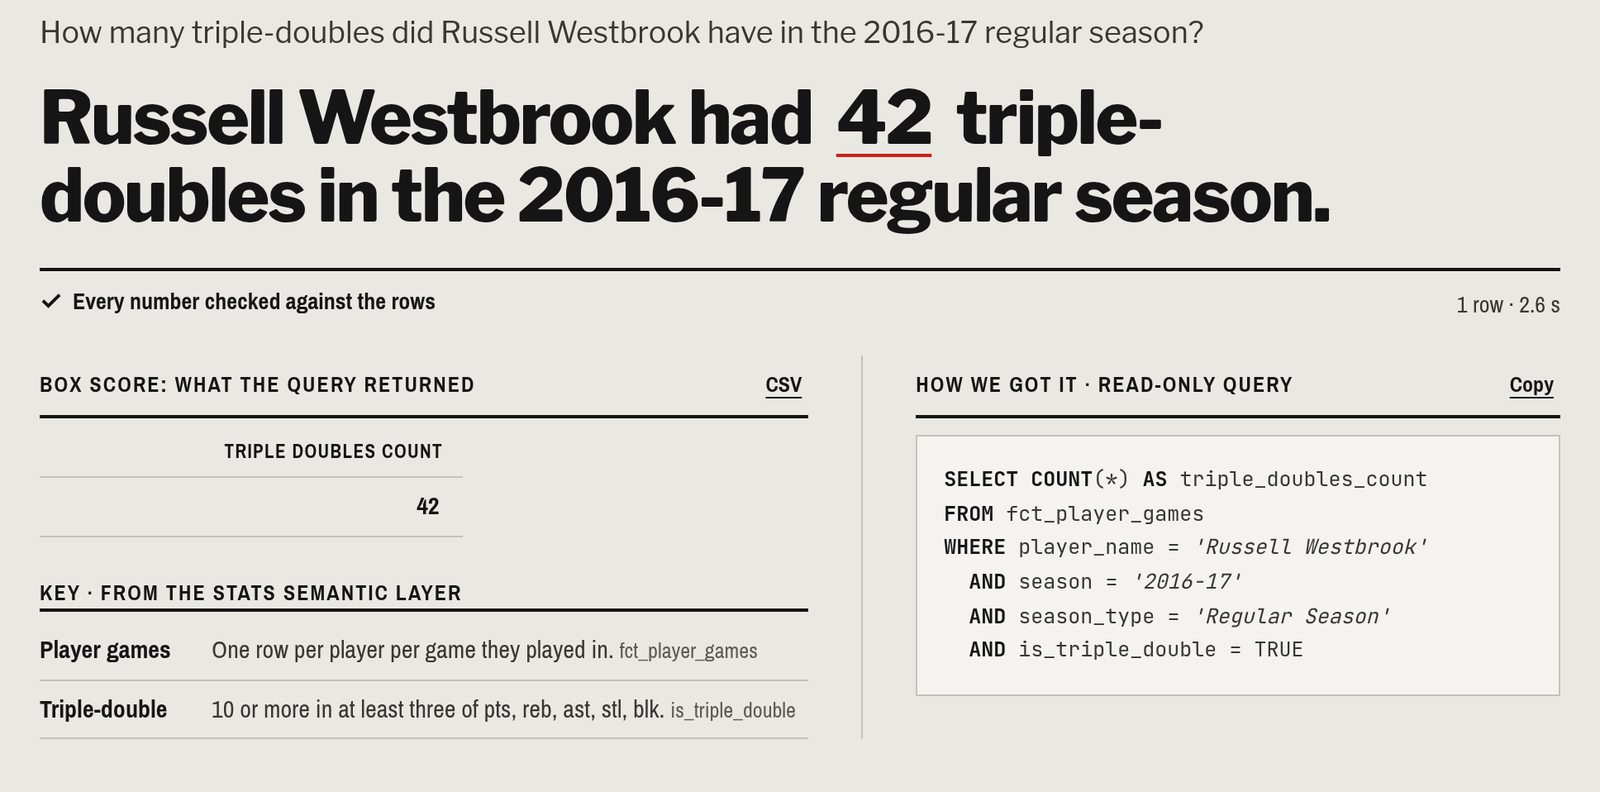 How many triple-doubles did Russell Westbrook have in the 2016-17 regular season?
Russell Westbrook had 42 triple-
doubles in the 2016-17 regular season.
✓ Every number checked against the rows
1 row · 2.6 s
BOX SCORE: WHAT THE QUERY RETURNED
CSV
TRIPLE DOUBLES COUNT
42
KEY · FROM THE STATS SEMANTIC LAYER
Player games One row per player per game they played in. fct_player_games
Triple-double 10 or more in at least three of pts, reb, ast, stl, blk. is_triple_double
HOW WE GOT IT · READ-ONLY QUERY
Copy
SELECT COUNT(*) AS triple_doubles_count
FROM fct_player_games
WHERE player_name = 'Russell Westbrook'
AND season = '2016-17'
AND season_type = 'Regular Season'
AND is_triple_double = TRUE